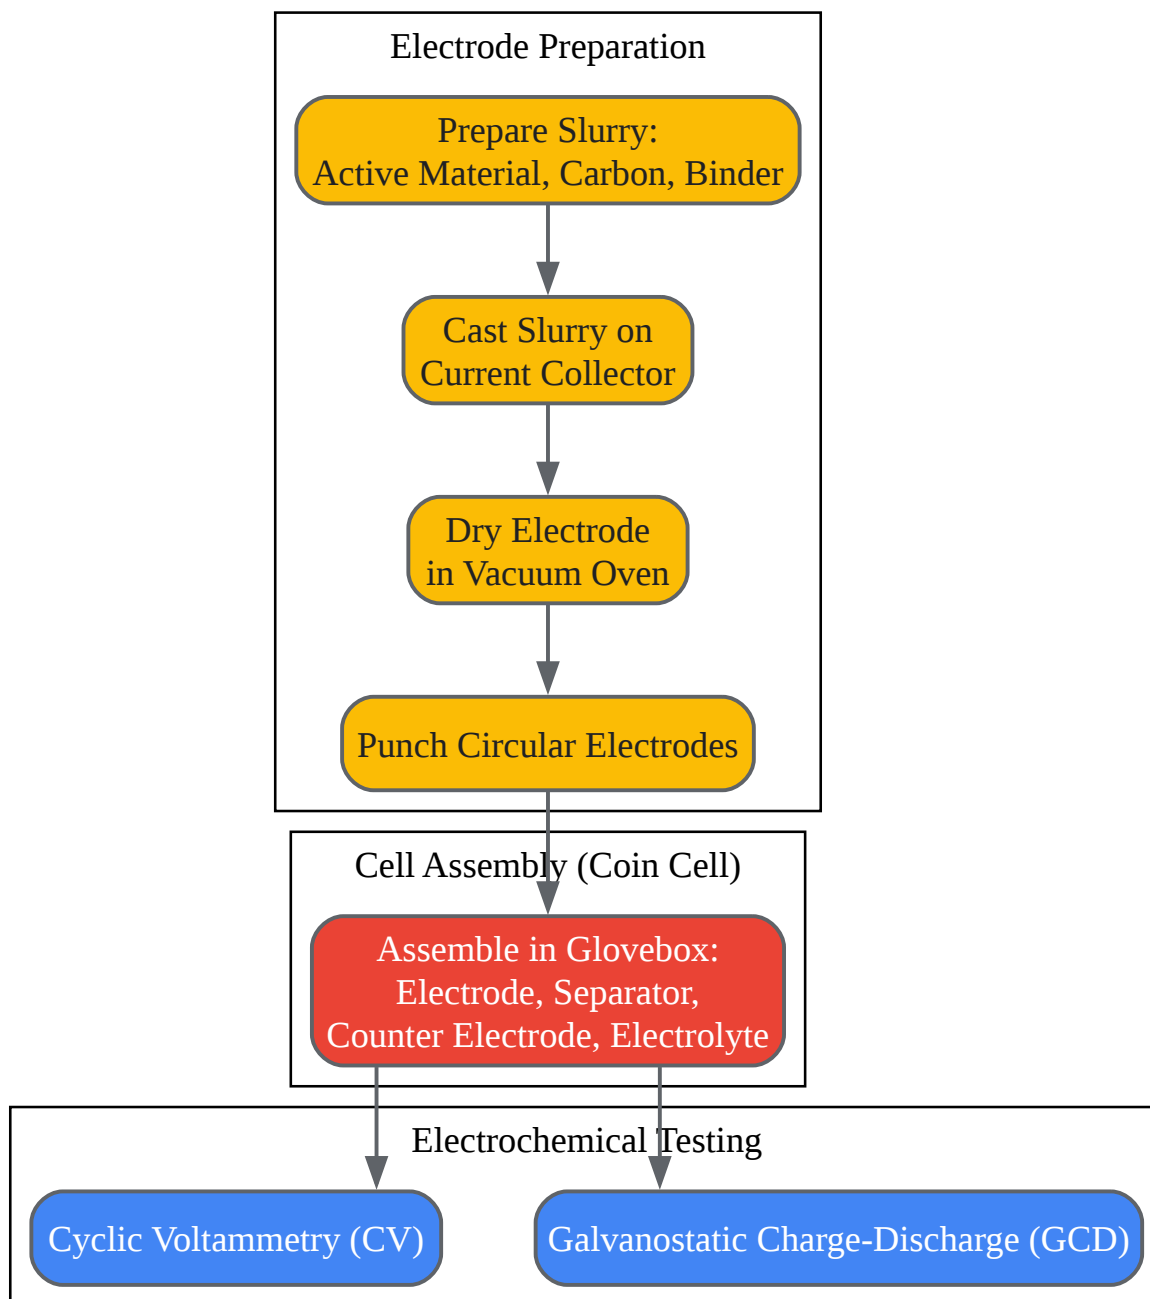 Electrode Preparation
Prepare Slurry:
Active Material, Carbon, Binder
Cast Slurry on
Current Collector
Dry Electrode
in Vacuum Oven
Punch Circular Electrodes
Cell Assembly (Coin Cell)
Assemble in Glovebox:
Electrode, Separator,
Counter Electrode, Electrolyte
Electrochemical Testing
Cyclic Voltammetry (CV)
Galvanostatic Charge-Discharge (GCD)